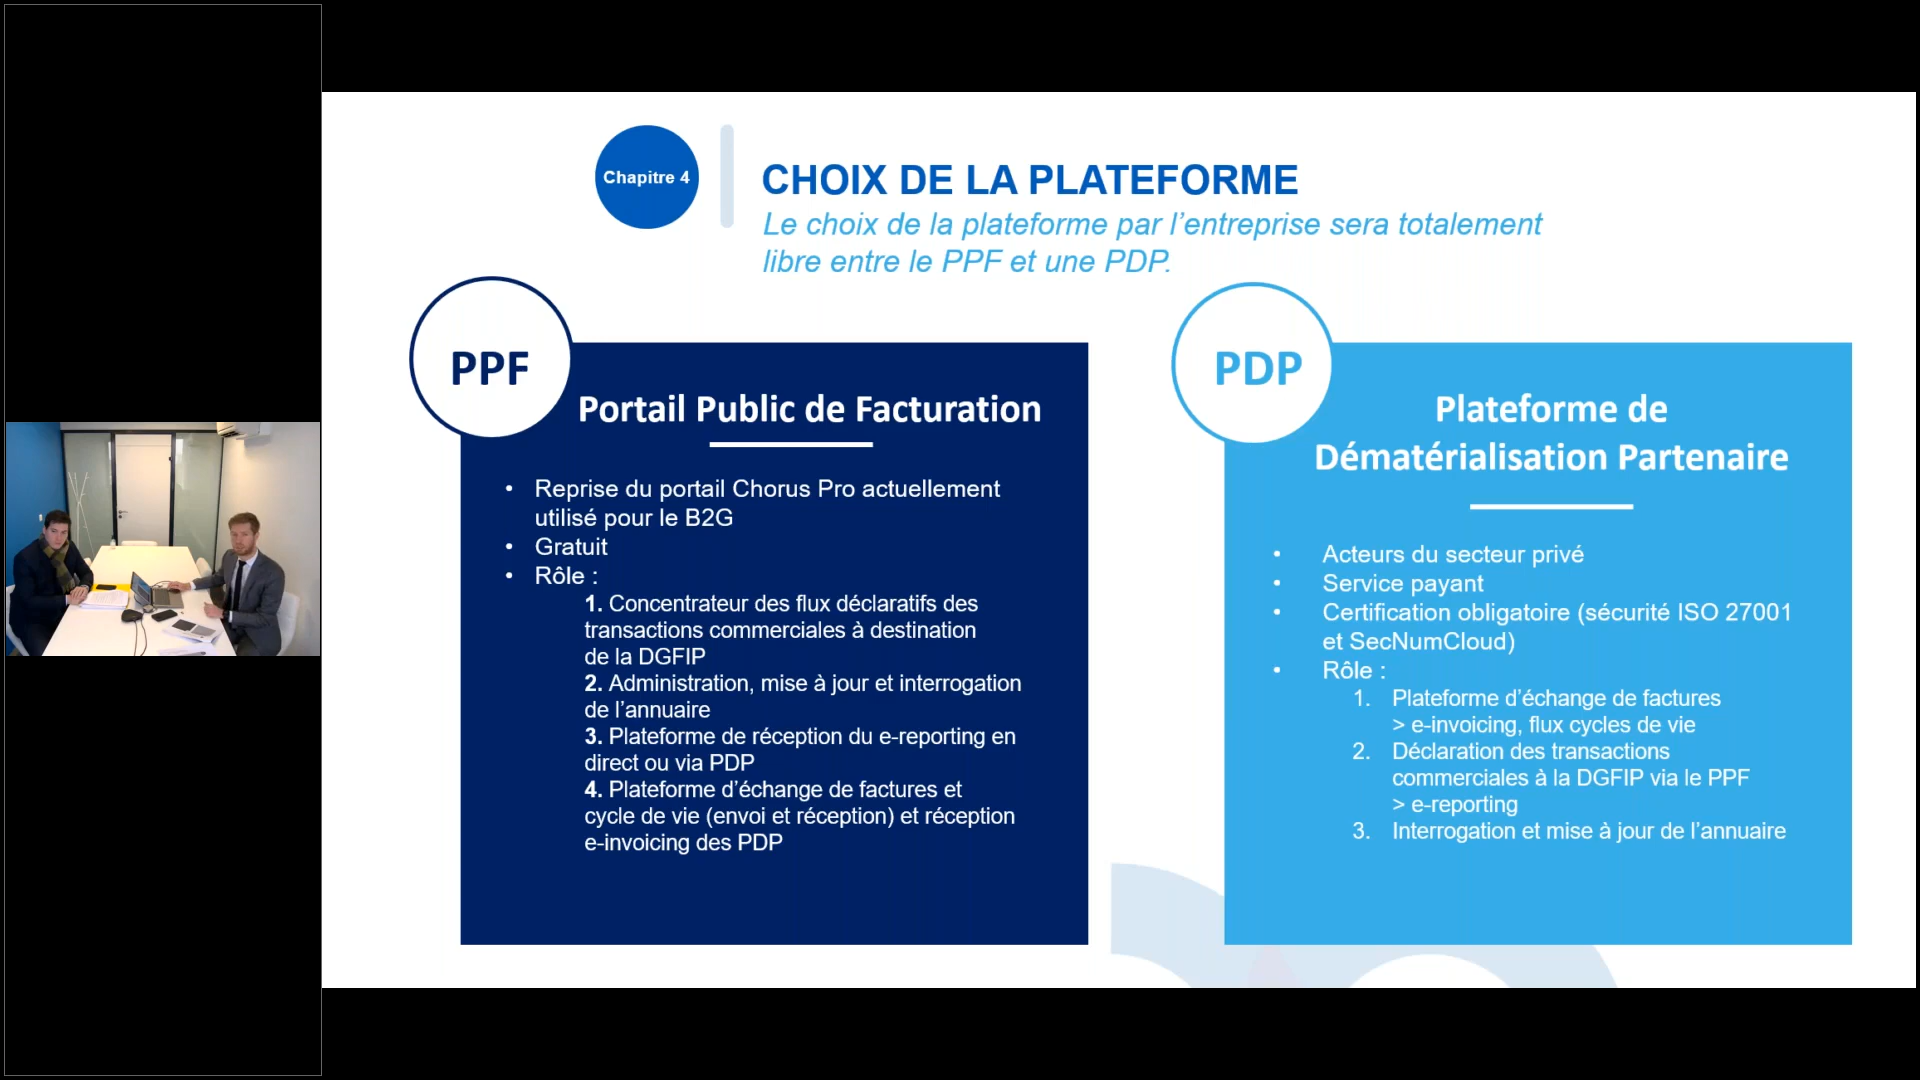 Chapitre 4
CHOIX DE LA PLATEFORME
Le choix de la plateforme par l’entreprise sera totalement
libre entre le PPF et une PDP.
PPF
Portail Public de Facturation
• Reprise du portail Chorus Pro actuellement
utilisé pour le B2G
• Gratuit
• Rôle :
1. Concentrateur des flux déclaratifs des
transactions commerciales à destination
de la DGFIP
2. Administration, mise à jour et interrogation
de l’annuaire
3. Plateforme de réception du e-reporting en
direct ou via PDP
4. Plateforme d’échange de factures et
cycle de vie (envoi et réception) et réception
e-invoicing des PDP
PDP
Plateforme de
Dématérialisation Partenaire
• Acteurs du secteur privé
• Service payant
• Certification obligatoire (sécurité ISO 27001
et SecNumCloud)
• Rôle :
1. Plateforme d’échange de factures
> e-invoicing, flux cycles de vie
2. Déclaration des transactions
commerciales à la DGFIP via le PPF
> e-reporting
3. Interrogation et mise à jour de l’annuaire